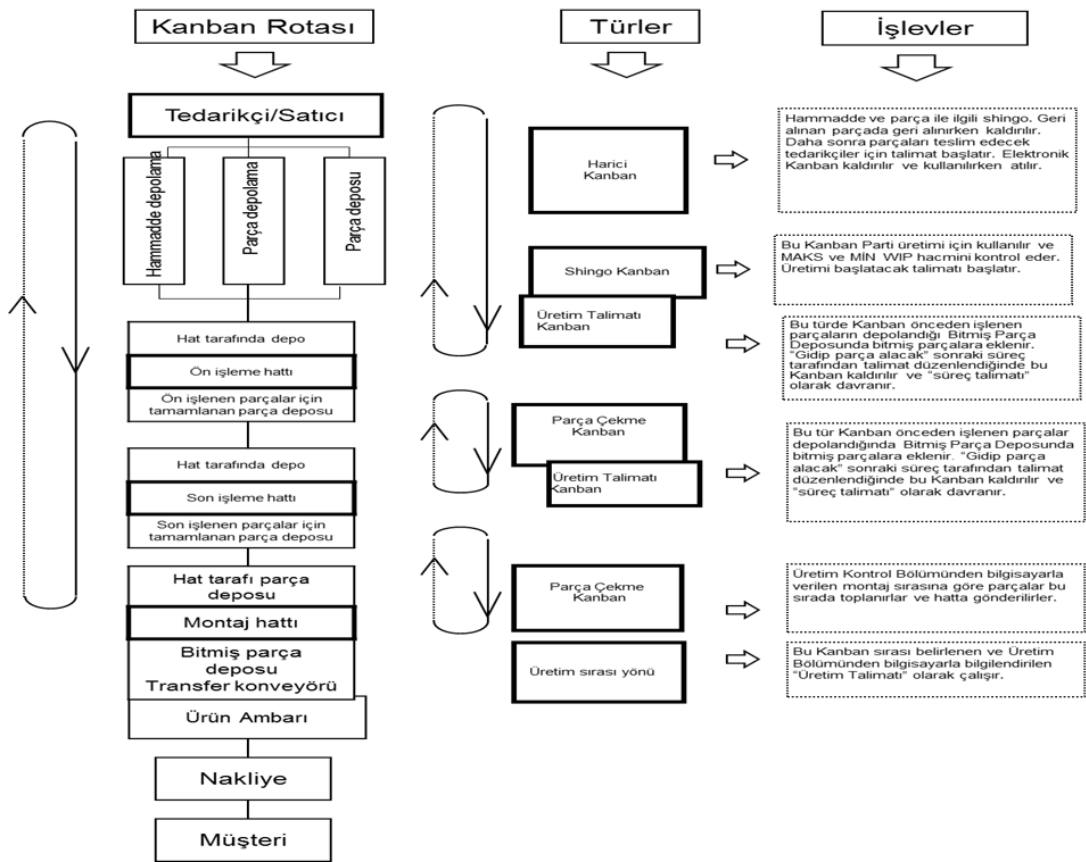 Kanban Rotası
Türler
İşlevler
Tedarikçi/Satıcı
Hammadde depolama
Parça depolama
Parça deposu
Hat tarafında depo
Ön işleme hattı
Ön işlenen parçalar için
tamamlanan parça deposu
Hat tarafında depo
Son işleme hattı
Son işlenen parçalar için
tamamlanan parça deposu
Hat tarafı parça
deposu
Montaj hattı
Bitmiş parça
deposu
Transfer konveyörü
Ürün Ambarı
Nakliye
Müşteri
Harici
Kanban
Shingo Kanban
Üretim Talimatı
Kanban
Parça Çekme
Kanban
Üretim Talimatı
Kanban
Parça Çekme
Kanban
Üretim sırası yönü
Hammadde ve parça ile ilgili shingo. Geri
alınan parçada geri alınırken kaldırılır.
Daha sonra parçaları teslim edecek
tedarikçiler için talimat başlatır. Elektronik
Kanban kaldırılır ve kullanılırken atılır.
Bu Kanban Parti üretimi için kullanılır ve
MAKS ve MİN WIP hacmini kontrol eder.
Üretimi başlatacak talimatı başlatır.
Bu türde Kanban önceden işlenen
parçaların depolandığı Bitmiş Parça
Deposunda bitmiş parçalara eklenir.
“Gidip parça alacak” sonraki süreç
tarafından talimat düzenlendiğinde bu
Kanban kaldırılır ve “süreç talimatı”
olarak davranır.
Bu tür Kanban önceden işlenen parçalar
depolandığında Bitmiş Parça Deposunda
bitmiş parçalara eklenir. “Gidip parça
alacak” sonraki süreç tarafından talimat
düzenlendiğinde bu Kanban kaldırılır ve
“süreç talimatı” olarak davranır.
Üretim Kontrol Bölümünden bilgisayarla
verilen montaj sırasına göre parçalar bu
sırada toplanırlar ve hatta gönderilirler.
Bu Kanban sırası belirlenen ve Üretim
Bölümünden bilgisayarla bilgilendirilen
“Üretim Talimatı” olarak çalışır.